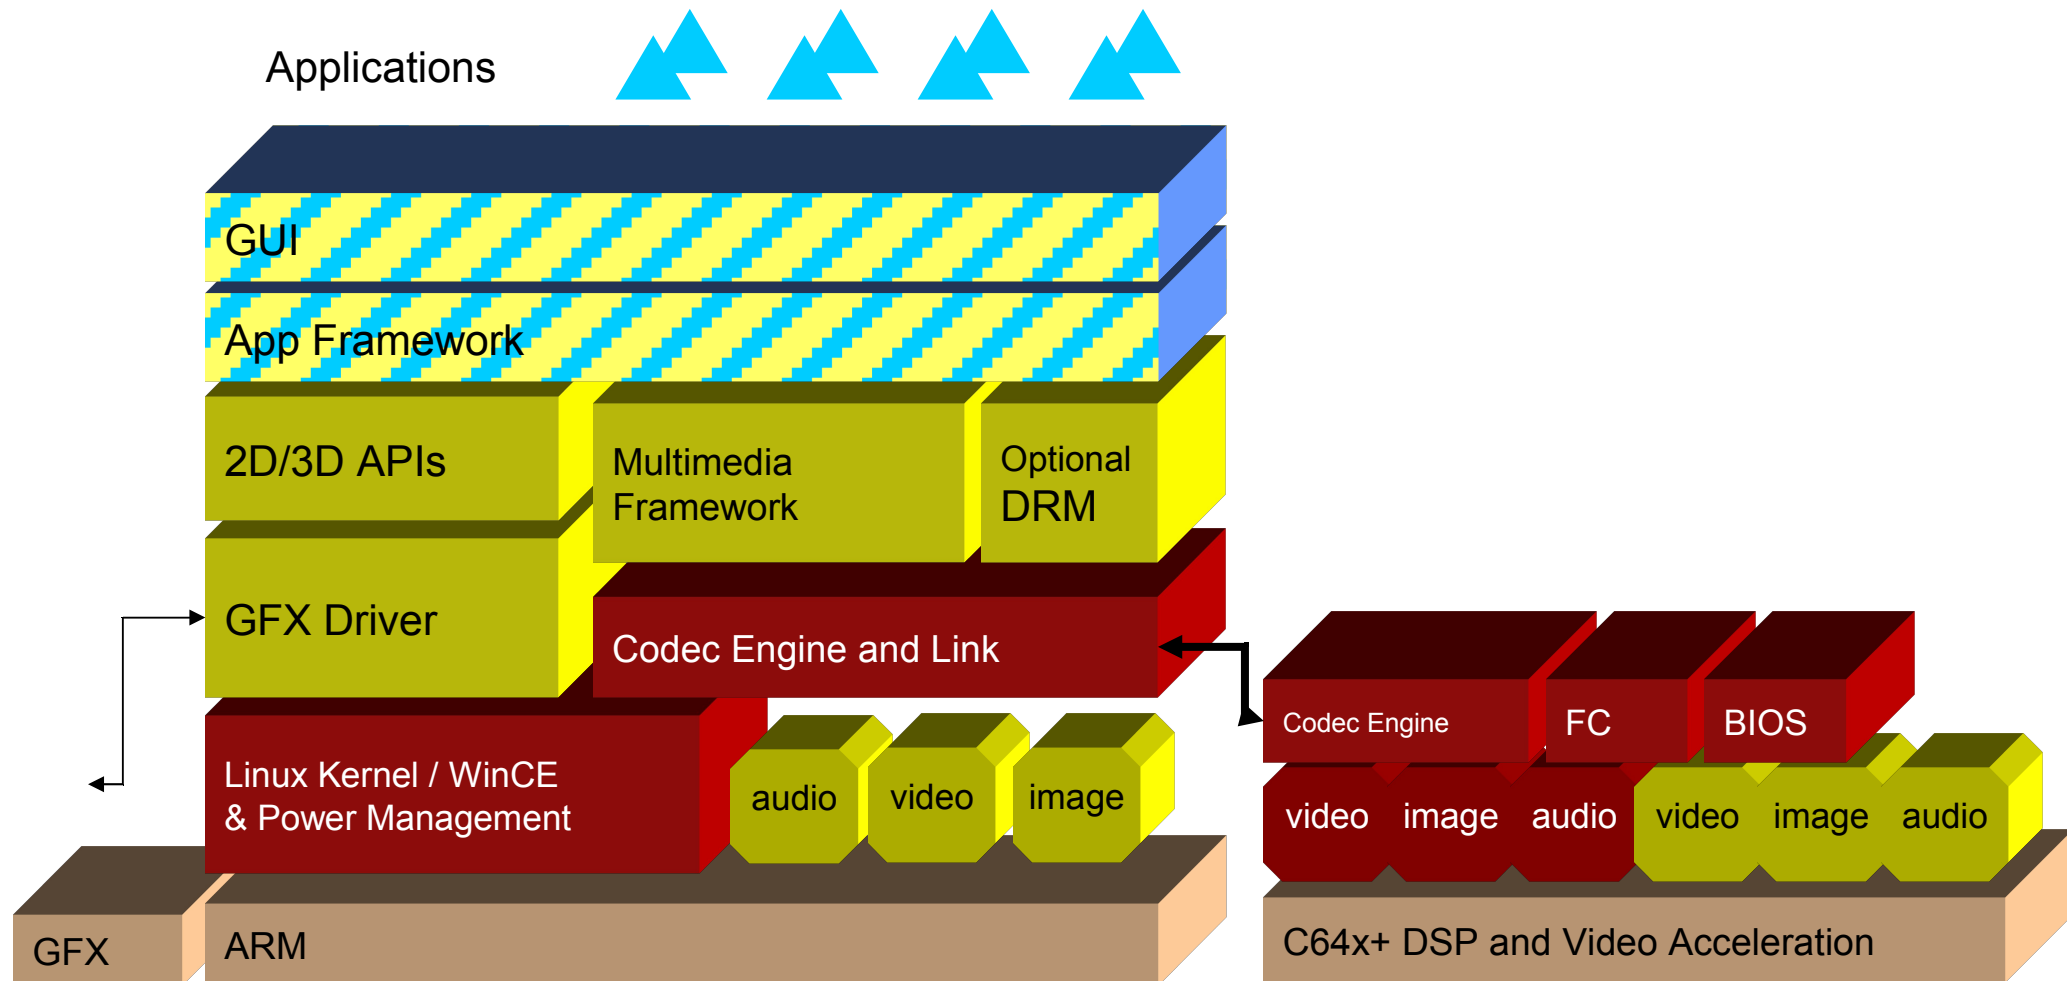 Applications
GUI
App Framework
2D/3D APIs
Multimedia
Framework
Optional
DRM
GFX Driver
Codec Engine and Link
Linux Kernel / WinCE
& Power Management
audio
video
image
Codec Engine
FC
BIOS
video
image
audio
video
image
audio
GFX
ARM
C64x+ DSP and Video Acceleration